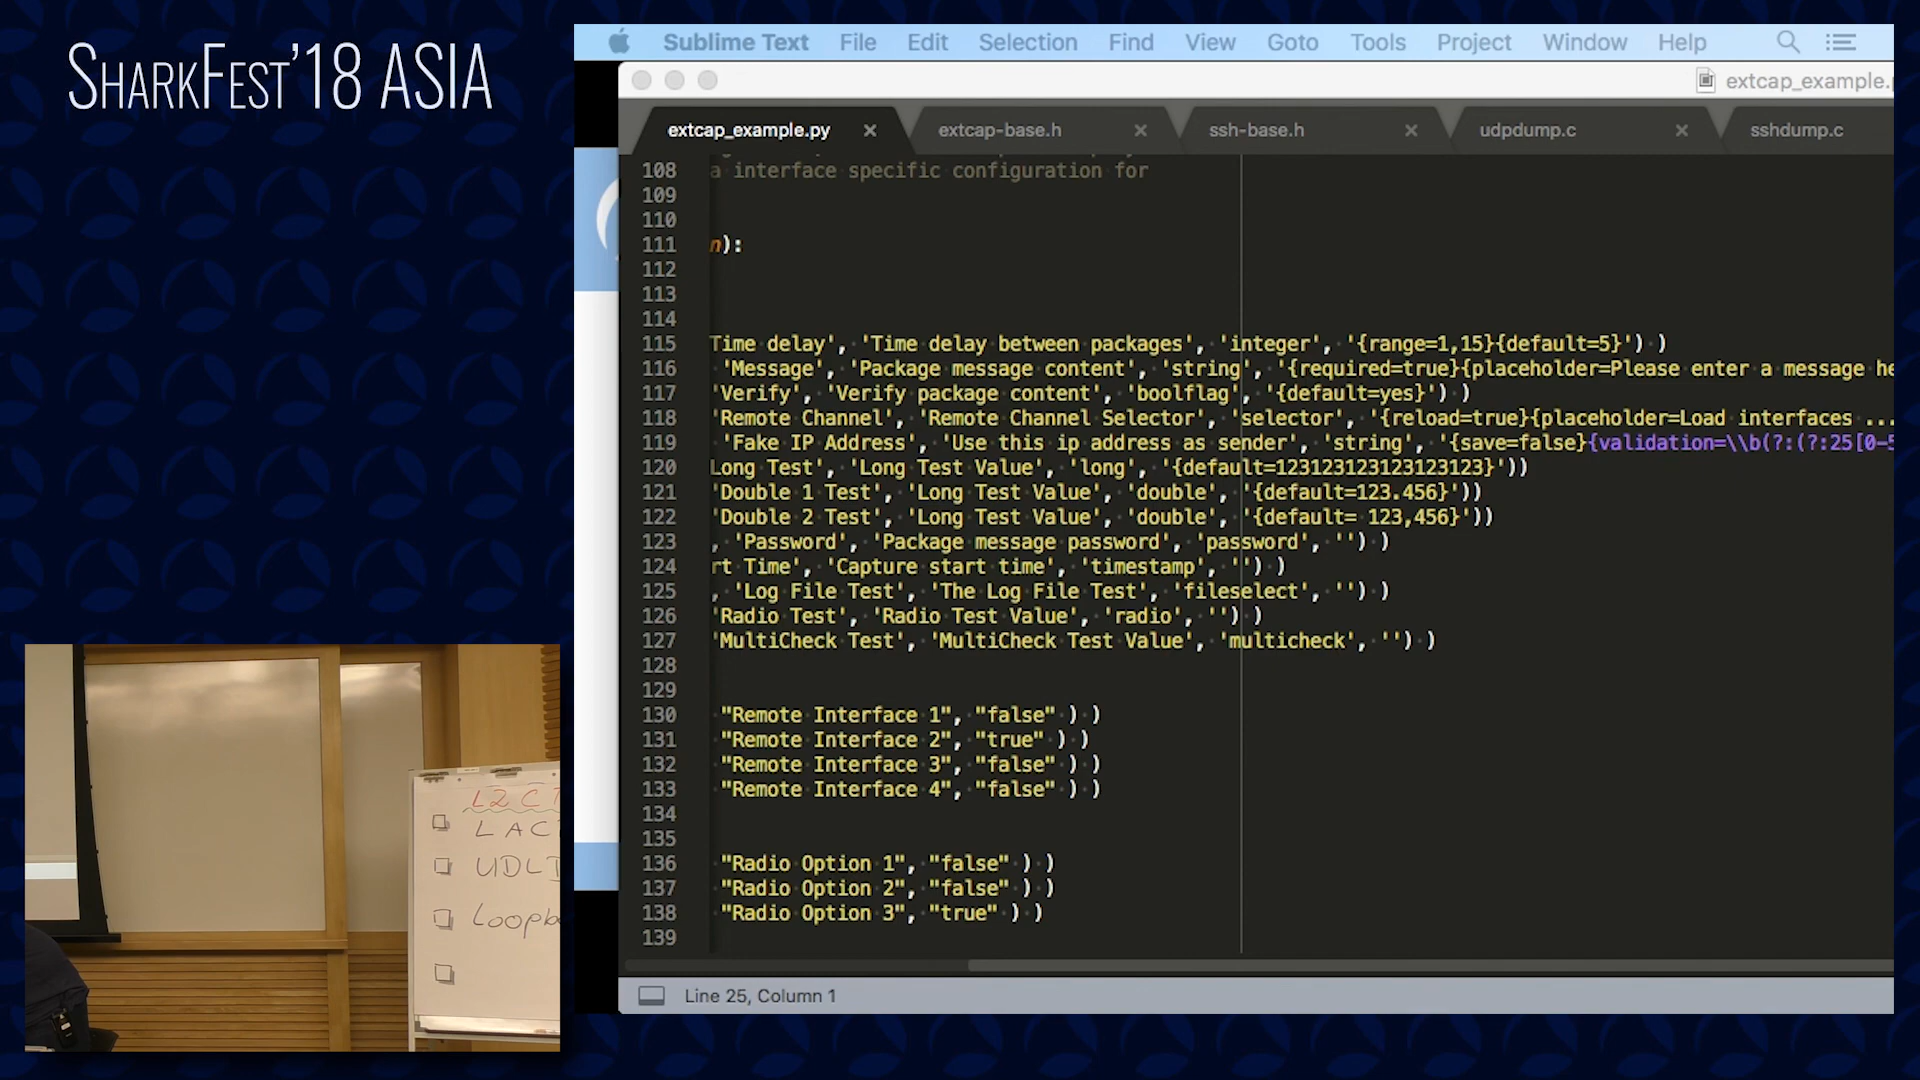 SHARKFEST'18 ASIA
Sublime Text File Edit Selection Find View Goto Tools Project Window Help
extcap_example.
extcap_example.py × extcap-base.h × ssh-base.h × udpdump.c × sshdump.c
108 a interface specific configuration for
109
110
111 n):
112
113
114
115 Time delay', 'Time delay between packages', 'integer', '{range=1,15}{default=5}') )
116 'Message', 'Package message content', 'string', '{required=true}{placeholder=Please enter a message he
117 'Verify', 'Verify package content', 'boolflag', '{default=yes}') )
118 'Remote Channel', 'Remote Channel Selector', 'selector', '{reload=true}{placeholder=Load interfaces ...
119 'Fake IP Address', 'Use this ip address as sender', 'string', '{save=false}{validation=\\b(?:(?:25[0-5
120 Long Test', 'Long Test Value', 'long', '{default=123123123123123123}'))
121 'Double 1 Test', 'Long Test Value', 'double', '{default=123.456}'))
122 'Double 2 Test', 'Long Test Value', 'double', '{default= 123,456}'))
123 , 'Password', 'Package message password', 'password', '') )
124 rt Time', 'Capture start time', 'timestamp', '') )
125 , 'Log File Test', 'The Log File Test', 'fileselect', '') )
126 'Radio Test', 'Radio Test Value', 'radio', '') )
127 'MultiCheck Test', 'MultiCheck Test Value', 'multicheck', '') )
128
129
130 "Remote Interface 1", "false" ) )
131 "Remote Interface 2", "true" ) )
132 "Remote Interface 3", "false" ) )
133 "Remote Interface 4", "false" ) )
134
135
136 "Radio Option 1", "false" ) )
137 "Radio Option 2", "false" ) )
138 "Radio Option 3", "true" ) )
139
Line 25, Column 1
L2CT
LAC
UDLD
Loopb